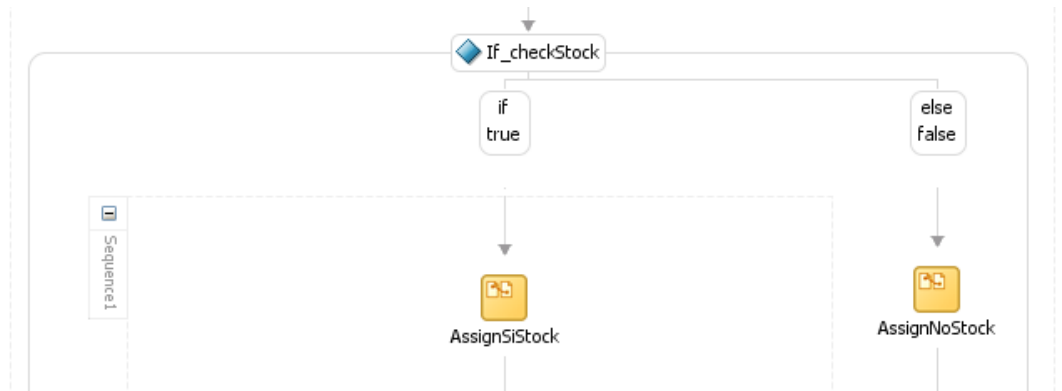 If_checkStock
if
true
else
false
Sequence1
AssignSiStock
AssignNoStock